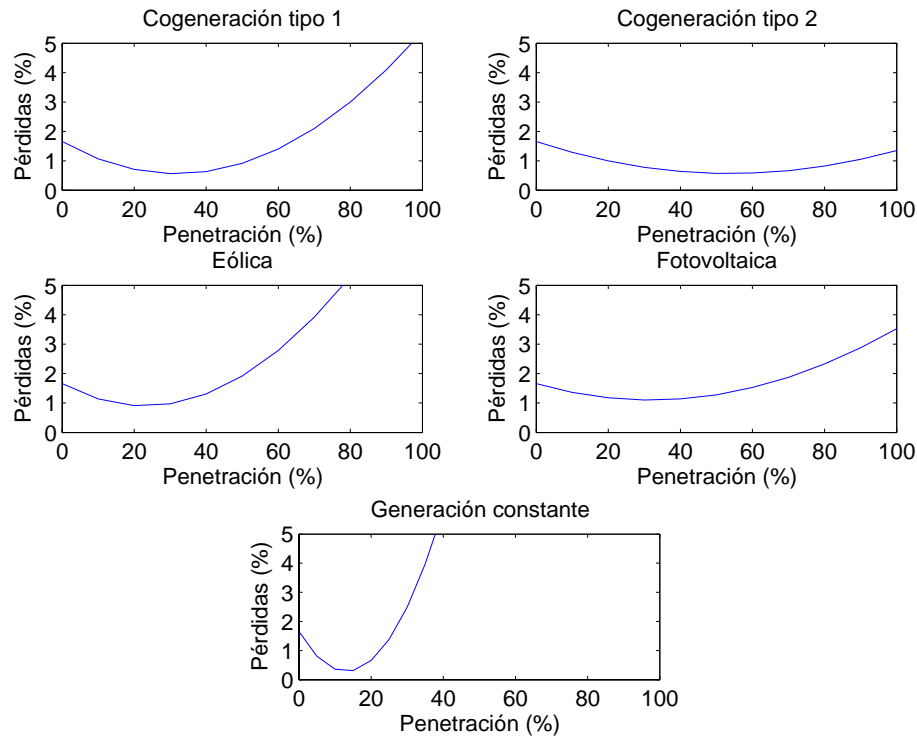 Cogeneración tipo 1
Pérdidas (%)
5
4
3
2
1
0
0 20 40 60 80 100
Penetración (%)
Cogeneración tipo 2
Pérdidas (%)
5
4
3
2
1
0
0 20 40 60 80 100
Penetración (%)
Eólica
Pérdidas (%)
5
4
3
2
1
0
0 20 40 60 80 100
Penetración (%)
Fotovoltaica
Pérdidas (%)
5
4
3
2
1
0
0 20 40 60 80 100
Penetración (%)
Generación constante
Pérdidas (%)
5
4
3
2
1
0
0 20 40 60 80 100
Penetración (%)